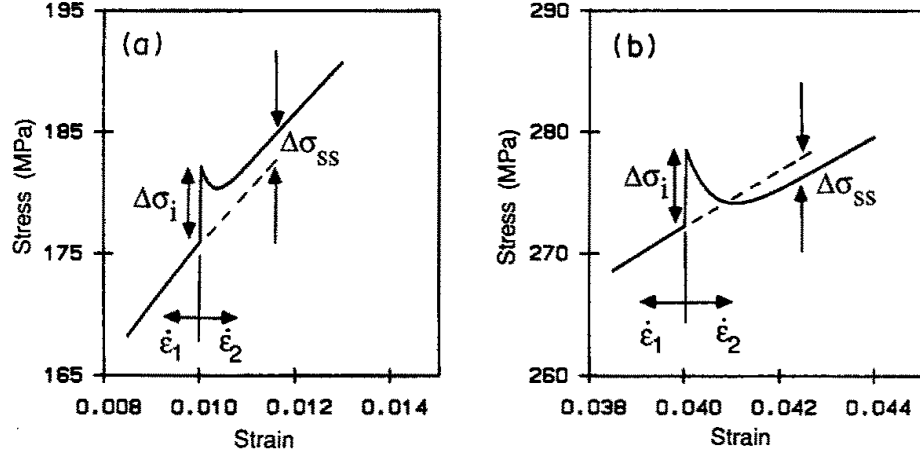 (a)
Stress (MPa)
195
185
175
165
Δσi
Δσss
ε̇1 ε̇2
0.008 0.010 0.012 0.014
Strain
(b)
Stress (MPa)
290
280
270
260
Δσi
Δσss
ε̇1 ε̇2
0.038 0.040 0.042 0.044
Strain